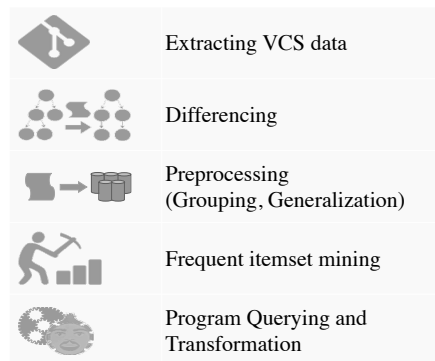 Extracting VCS data
Differencing
Preprocessing
(Grouping, Generalization)
Frequent itemset mining
Program Querying and
Transformation